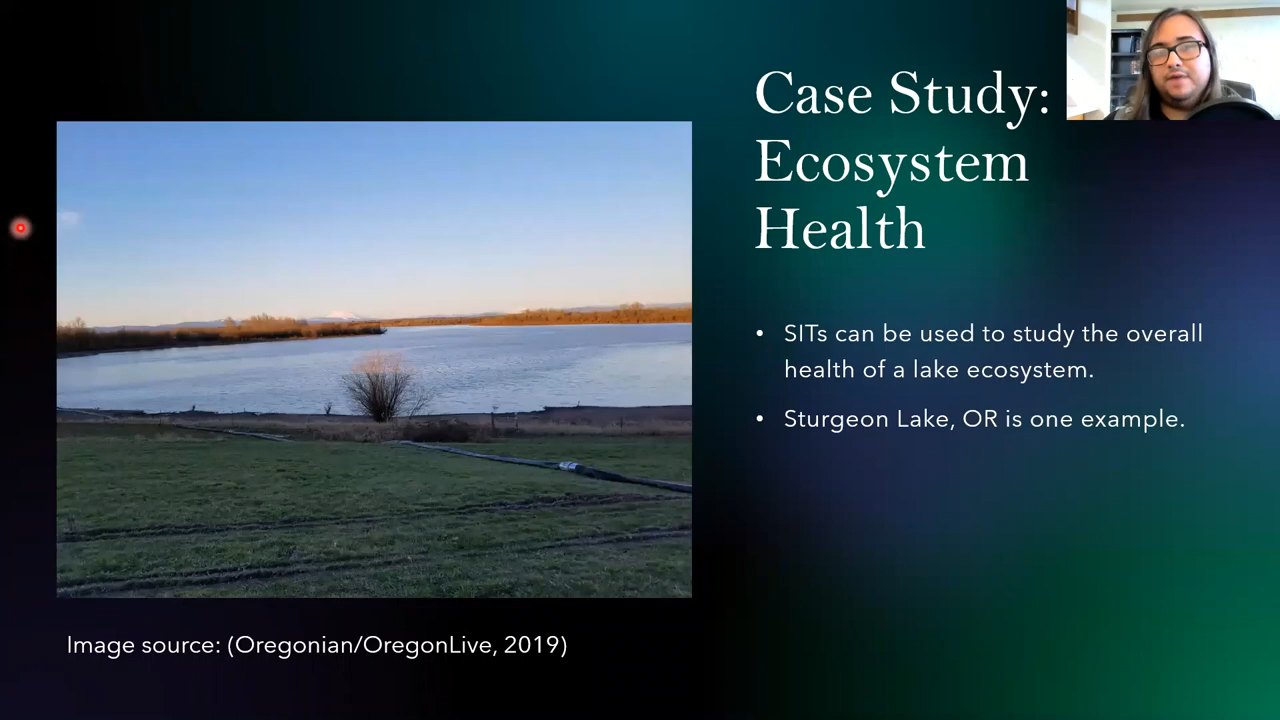 Case Study:
Ecosystem
Health
• SITs can be used to study the overall
health of a lake ecosystem.
• Sturgeon Lake, OR is one example.
Image source: (Oregonian/OregonLive, 2019)